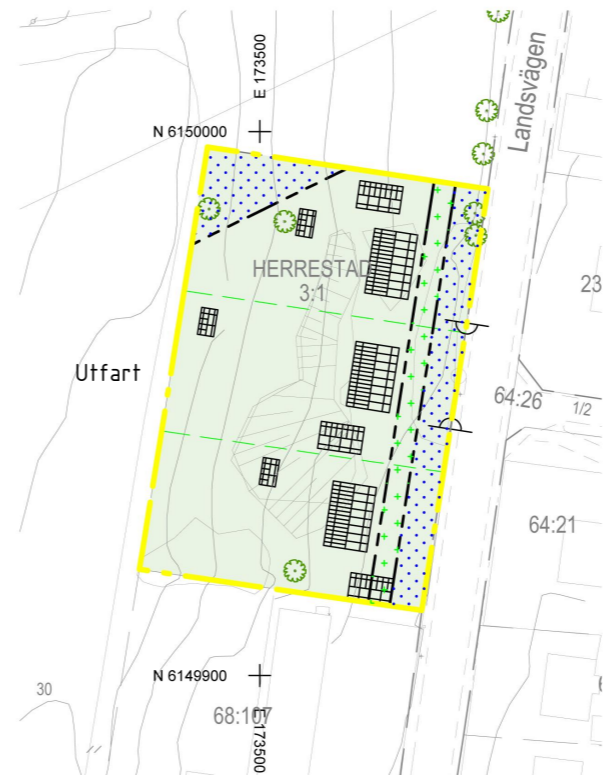 E 173500
Landsvägen
N 6150000
HERRESTAD
3:1
23
Utfart
64:26
1/2
64:21
N 6149900
30
68:107
E 173500